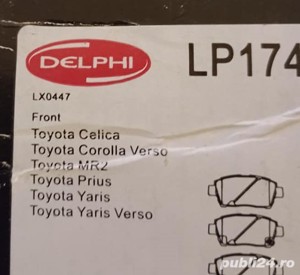 DELPHI
LP174
LX0447
Front
Toyota Celica
Toyota Corolla Verso
Toyota MR2
Toyota Prius
Toyota Yaris
Toyota Yaris Verso
publi24.ro